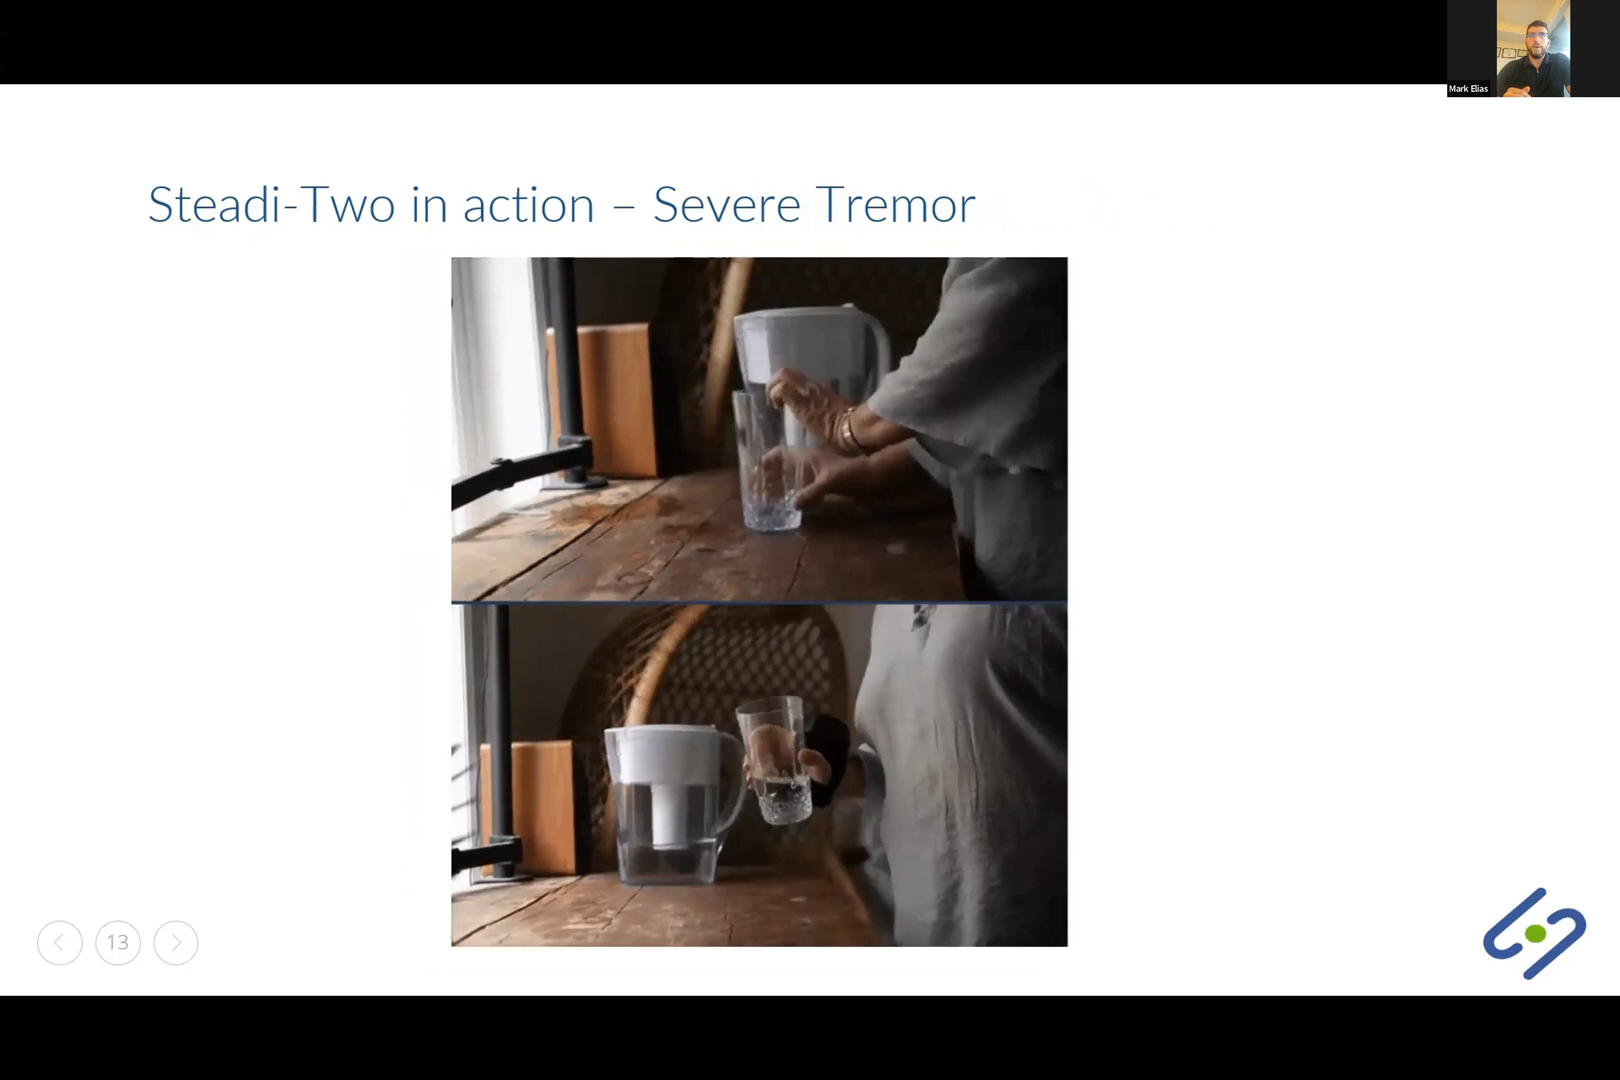 Mark Elias
Steadi-Two in action – Severe Tremor
13